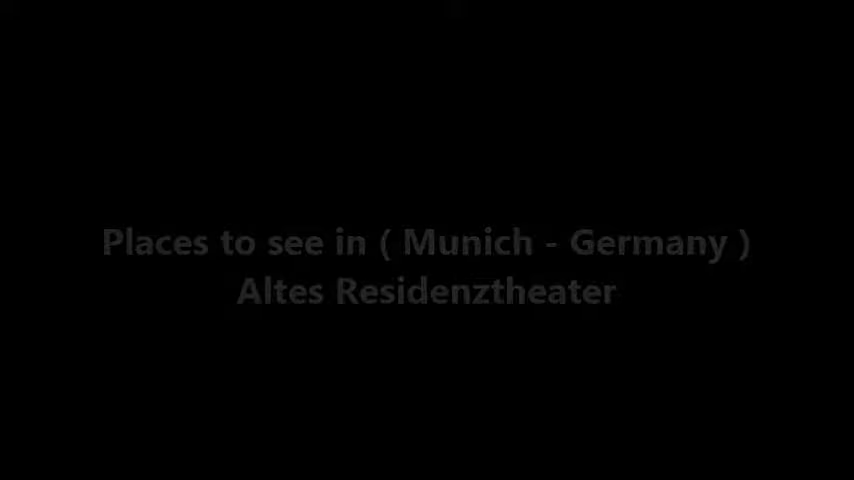 Places to see in ( Munich - Germany )
Altes Residenztheater